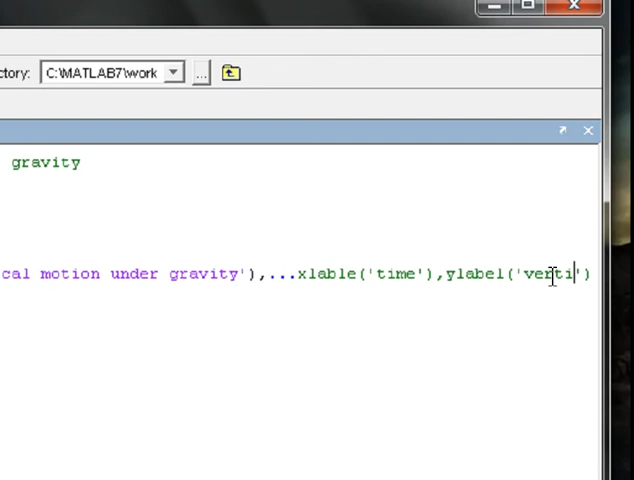 ctory: C:\MATLAB7\work ...
gravity
cal motion under gravity'),...xlable('time'),ylabel('verti')